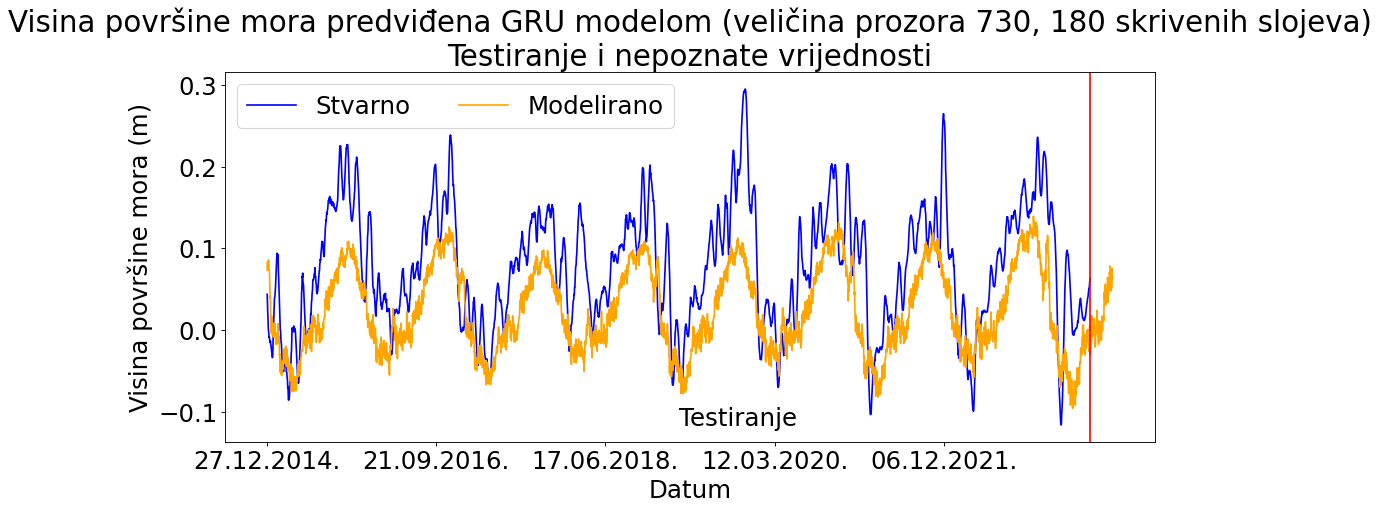 Visina površine mora predviđena GRU modelom (veličina prozora 730, 180 skrivenih slojeva)
Testiranje i nepoznate vrijednosti
Stvarno
Modelirano
Visina površine mora (m)
0.3
0.2
0.1
0.0
−0.1
Testiranje
27.12.2014.
21.09.2016.
17.06.2018.
12.03.2020.
06.12.2021.
Datum